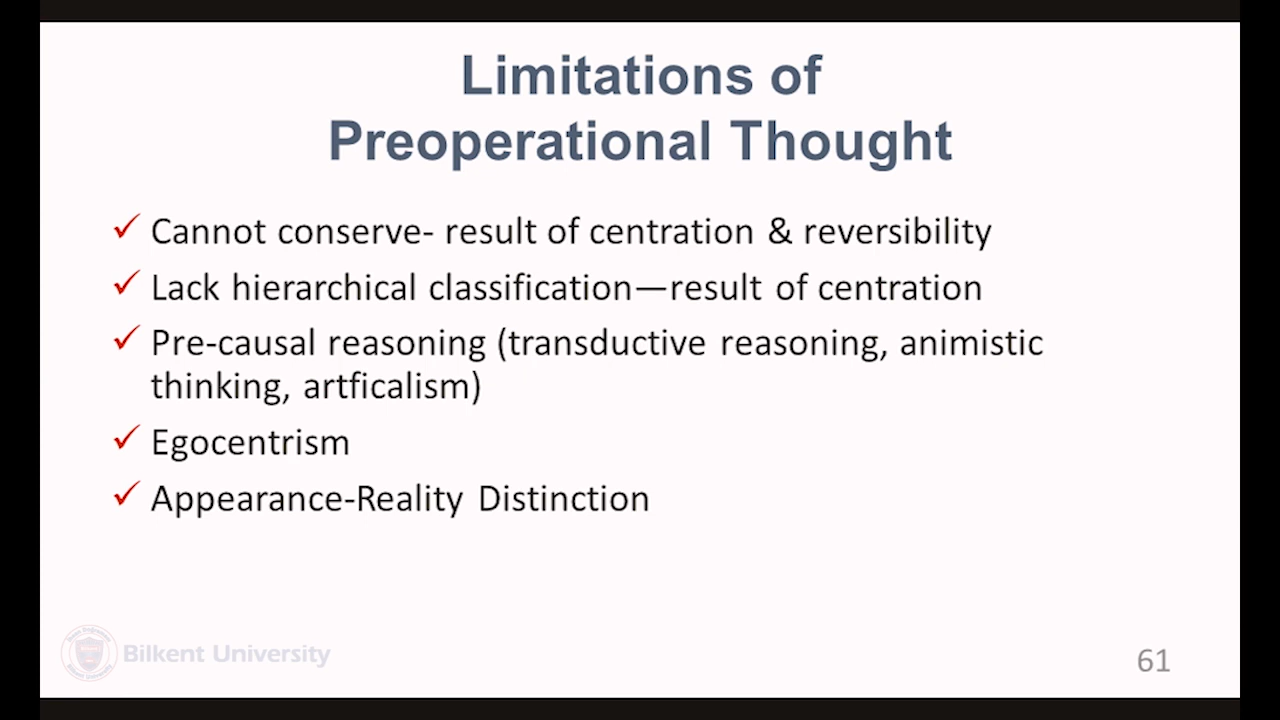 Limitations of
Preoperational Thought
✓ Cannot conserve- result of centration & reversibility
✓ Lack hierarchical classification—result of centration
✓ Pre-causal reasoning (transductive reasoning, animistic
thinking, artficalism)
✓ Egocentrism
✓ Appearance-Reality Distinction
Bilkent University
61